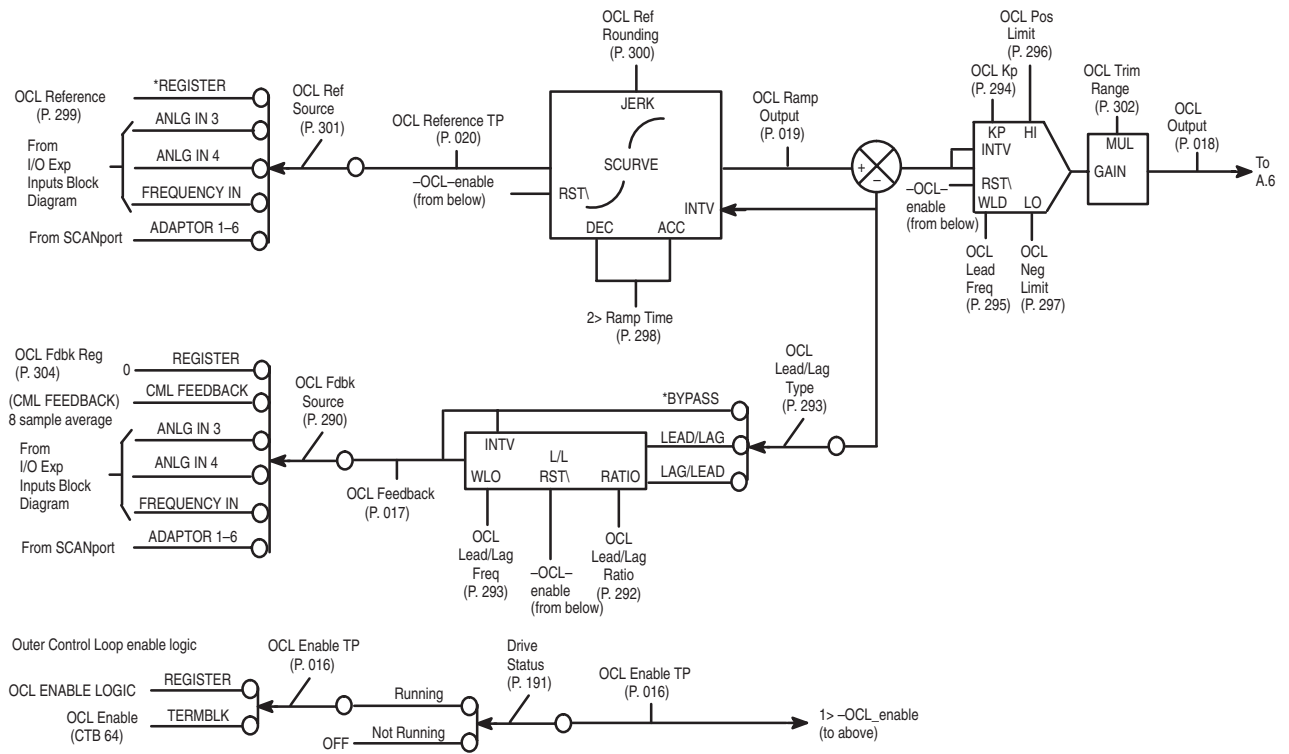 OCL Ref
Rounding
(P. 300)
OCL Pos
Limit
(P. 296)
OCL Kp
(P. 294)
OCL Trim
Range
(P. 302)
OCL Reference
(P. 299)
*REGISTER
ANLG IN 3
From
I/O Exp
Inputs Block
Diagram
ANLG IN 4
FREQUENCY IN
From SCANport
ADAPTOR 1–6
OCL Ref
Source
(P. 301)
OCL Reference TP
(P. 020)
–OCL–enable
(from below)
JERK
SCURVE
RST\
INTV
DEC
ACC
2> Ramp Time
(P. 298)
OCL Ramp
Output
(P. 019)
+
–
–OCL–
enable
(from below)
KP
HI
INTV
RST\
WLD
LO
OCL
Lead
Freq
(P. 295)
OCL
Neg
Limit
(P. 297)
MUL
GAIN
OCL
Output
(P. 018)
To
A.6
OCL Fdbk Reg
(P. 304)
0
REGISTER
(CML FEEDBACK)
8 sample average
CML FEEDBACK
From
I/O Exp
Inputs Block
Diagram
ANLG IN 3
ANLG IN 4
FREQUENCY IN
From SCANport
ADAPTOR 1–6
OCL Fdbk
Source
(P. 290)
OCL Feedback
(P. 017)
INTV
L/L
WLO
RST\
RATIO
OCL
Lead/Lag
Freq
(P. 293)
–OCL–
enable
(from below)
OCL
Lead/Lag
Ratio
(P. 292)
*BYPASS
LEAD/LAG
LAG/LEAD
OCL
Lead/Lag
Type
(P. 293)
Outer Control Loop enable logic
OCL ENABLE LOGIC
REGISTER
OCL Enable
(CTB 64)
TERMBLK
OCL Enable TP
(P. 016)
Running
OFF
Not Running
Drive
Status
(P. 191)
OCL Enable TP
(P. 016)
1> –OCL_enable
(to above)